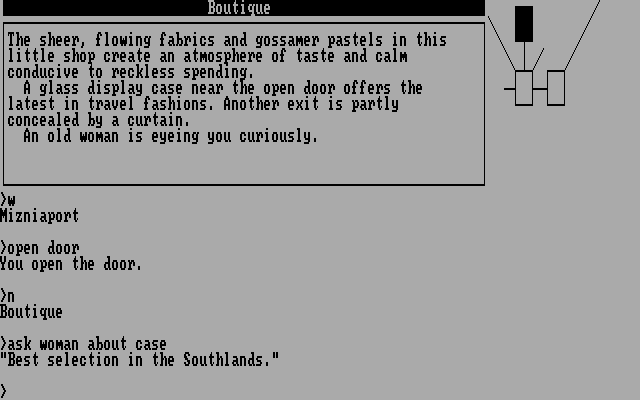 Boutique
The sheer, flowing fabrics and gossamer pastels in this
little shop create an atmosphere of taste and calm
conducive to reckless spending.
A glass display case near the open door offers the
latest in travel fashions. Another exit is partly
concealed by a curtain.
An old woman is eyeing you curiously.
>w
Mizniaport
>open door
You open the door.
>n
Boutique
>ask woman about case
"Best selection in the Southlands."
>